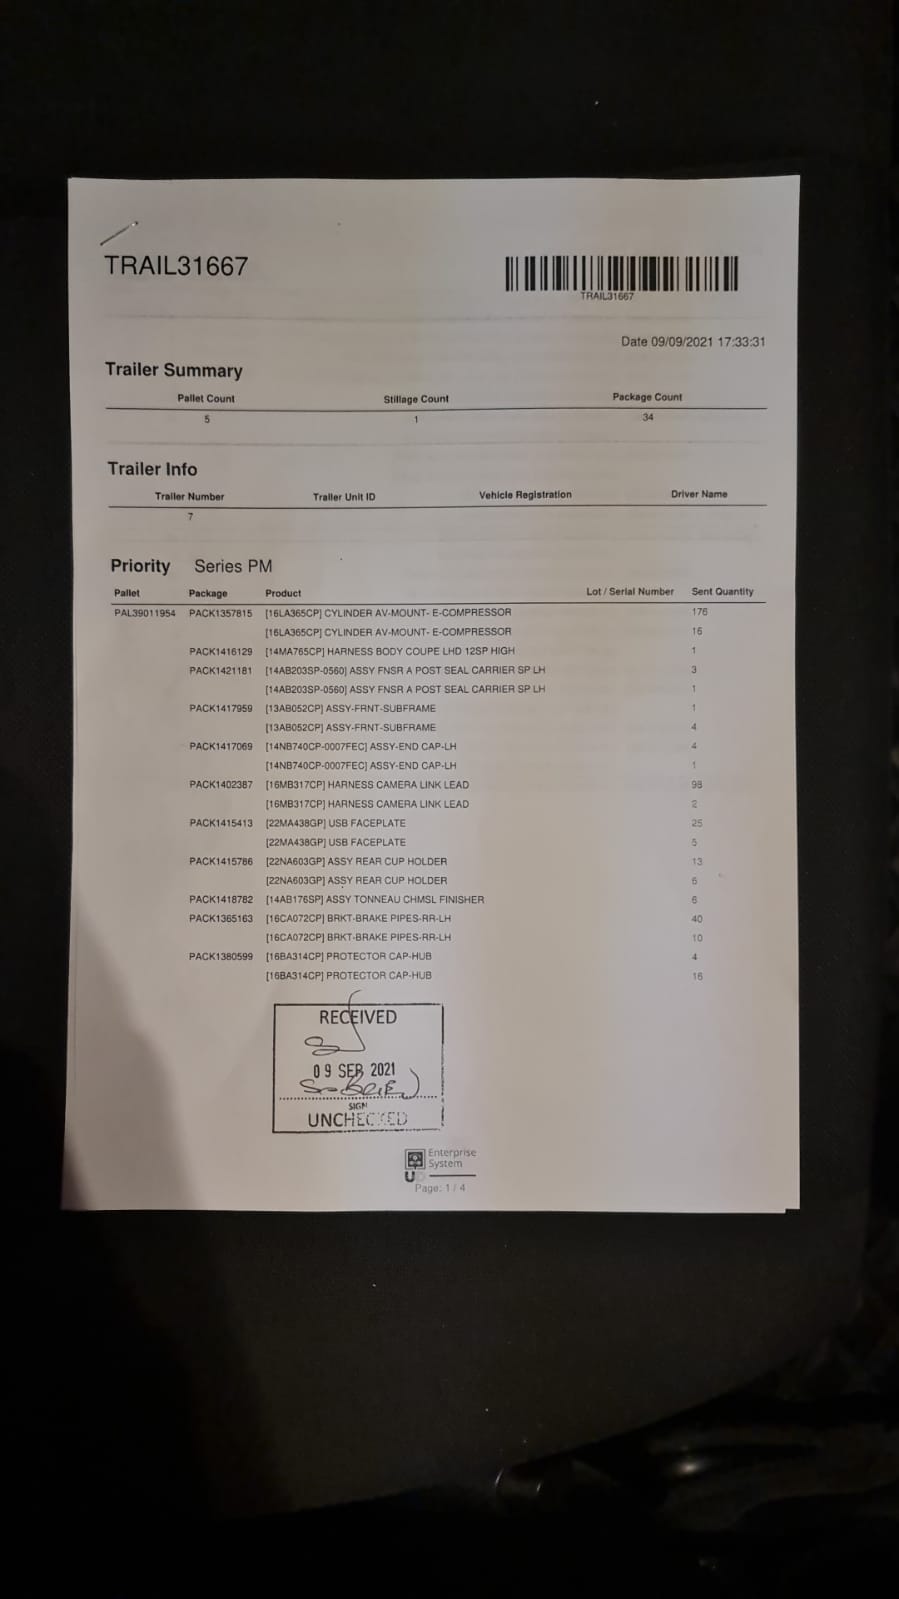 TRAIL31667
TRAIL31667
Date 09/09/2021 17:33:31
Trailer Summary
Pallet Count Stillage Count Package Count
5 1 34
Trailer Info
Trailer Number Trailer Unit ID Vehicle Registration Driver Name
7
Priority Series PM
Pallet Package Product Lot / Serial Number Sent Quantity
PAL39011954 PACK1357815 [16LA365CP] CYLINDER AV-MOUNT- E-COMPRESSOR 176
[16LA365CP] CYLINDER AV-MOUNT- E-COMPRESSOR 16
PACK1416129 [14MA765CP] HARNESS BODY COUPE LHD 12SP HIGH 1
PACK1421181 [14AB203SP-0560] ASSY FNSR A POST SEAL CARRIER SP LH 3
[14AB203SP-0560] ASSY FNSR A POST SEAL CARRIER SP LH 1
PACK1417959 [13AB052CP] ASSY-FRNT-SUBFRAME 1
[13AB052CP] ASSY-FRNT-SUBFRAME 4
PACK1417069 [14NB740CP-0007FEC] ASSY-END CAP-LH 4
[14NB740CP-0007FEC] ASSY-END CAP-LH 1
PACK1402387 [16MB317CP] HARNESS CAMERA LINK LEAD 98
[16MB317CP] HARNESS CAMERA LINK LEAD 2
PACK1415413 [22MA438GP] USB FACEPLATE 25
[22MA438GP] USB FACEPLATE 5
PACK1415786 [22NA603GP] ASSY REAR CUP HOLDER 13
[22NA603GP] ASSY REAR CUP HOLDER 6
PACK1418782 [14AB176SP] ASSY TONNEAU CHMSL FINISHER 6
PACK1365163 [16CA072CP] BRKT-BRAKE PIPES-RR-LH 40
[16CA072CP] BRKT-BRAKE PIPES-RR-LH 10
PACK1380599 [16BA314CP] PROTECTOR CAP-HUB 4
[16BA314CP] PROTECTOR CAP-HUB 16
RECEIVED
09 SEP 2021
SIGN
UNCHECKED
Enterprise
System
Page: 1 / 4